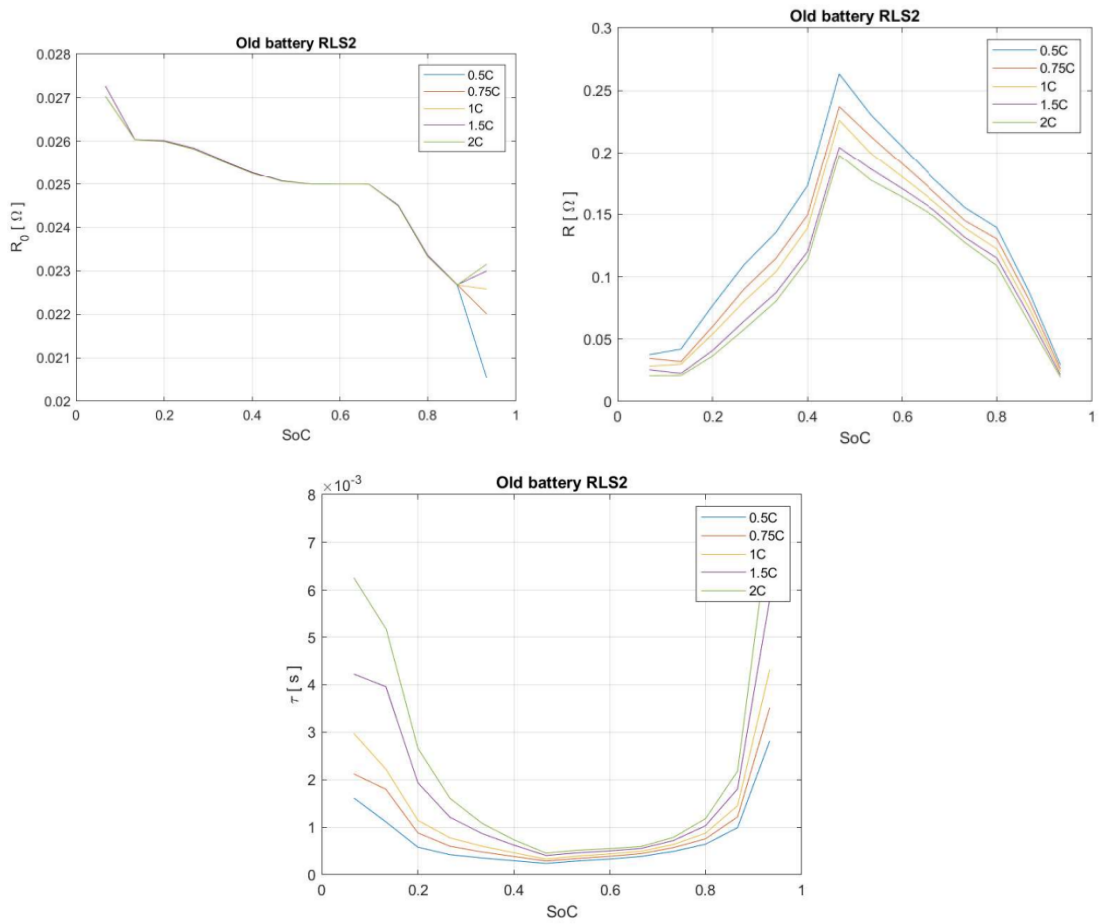 Old battery RLS2
0.028
0.027
0.026
0.025
0.024
0.023
0.022
0.021
0.02
R0 [ Ω ]
0
0.2
0.4
0.6
0.8
1
SoC
0.5C
0.75C
1C
1.5C
2C
Old battery RLS2
0.3
0.25
0.2
0.15
0.1
0.05
0
R [ Ω ]
0
0.2
0.4
0.6
0.8
1
SoC
0.5C
0.75C
1C
1.5C
2C
Old battery RLS2
×10-3
8
7
6
5
4
3
2
1
0
τ [ s ]
0
0.2
0.4
0.6
0.8
1
SoC
0.5C
0.75C
1C
1.5C
2C